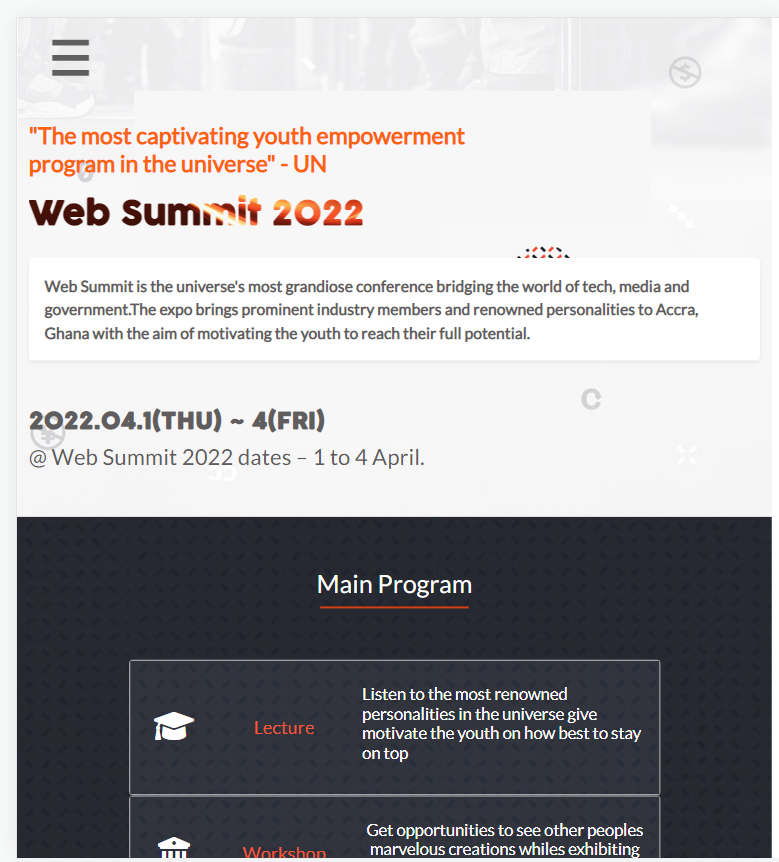 "The most captivating youth empowerment
program in the universe" - UN
Web Summit 2022
Web Summit is the universe's most grandiose conference bridging the world of tech, media and
government.The expo brings prominent industry members and renowned personalities to Accra,
Ghana with the aim of motivating the youth to reach their full potential.
2022.04.1(THU) ~ 4(FRI)
@ Web Summit 2022 dates – 1 to 4 April.
Main Program
Lecture
Listen to the most renowned
personalities in the universe give
motivate the youth on how best to stay
on top
Workshop
Get opportunities to see other peoples
marvelous creations whiles exhibiting